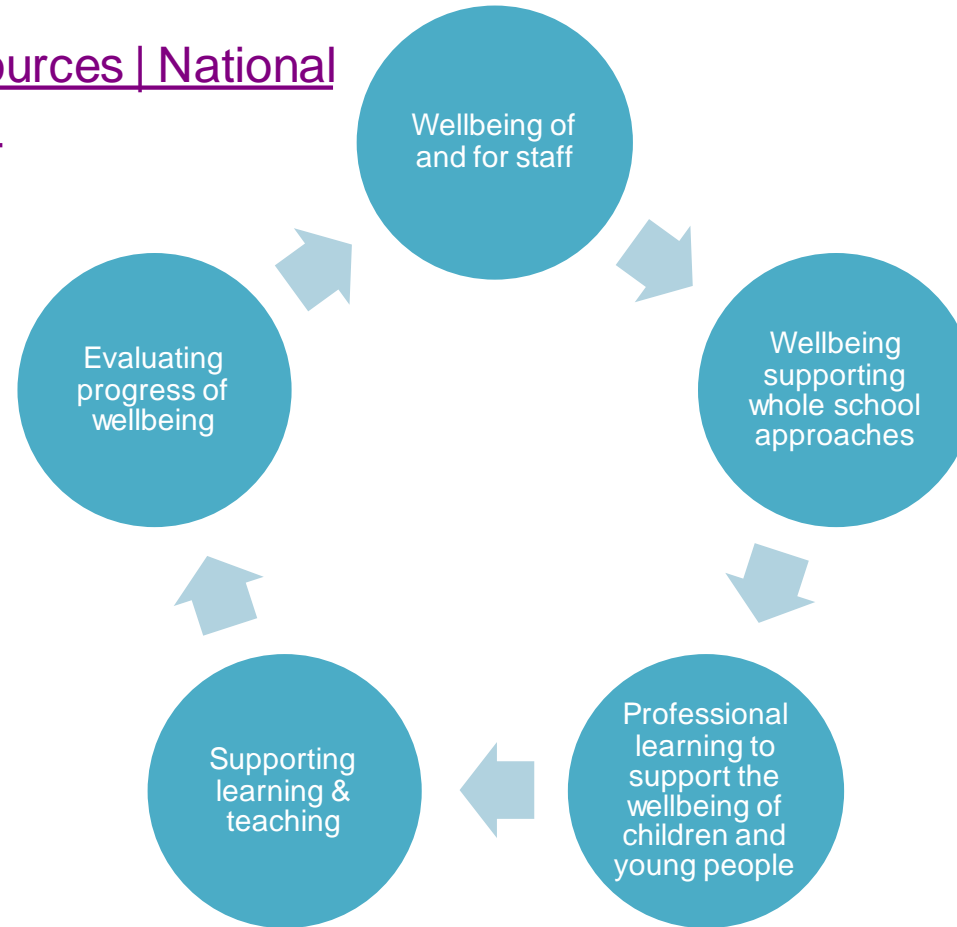 ources | National
Wellbeing of
and for staff
Wellbeing
supporting
whole school
approaches
Professional
learning to
support the
wellbeing of
children and
young people
Supporting
learning &
teaching
Evaluating
progress of
wellbeing